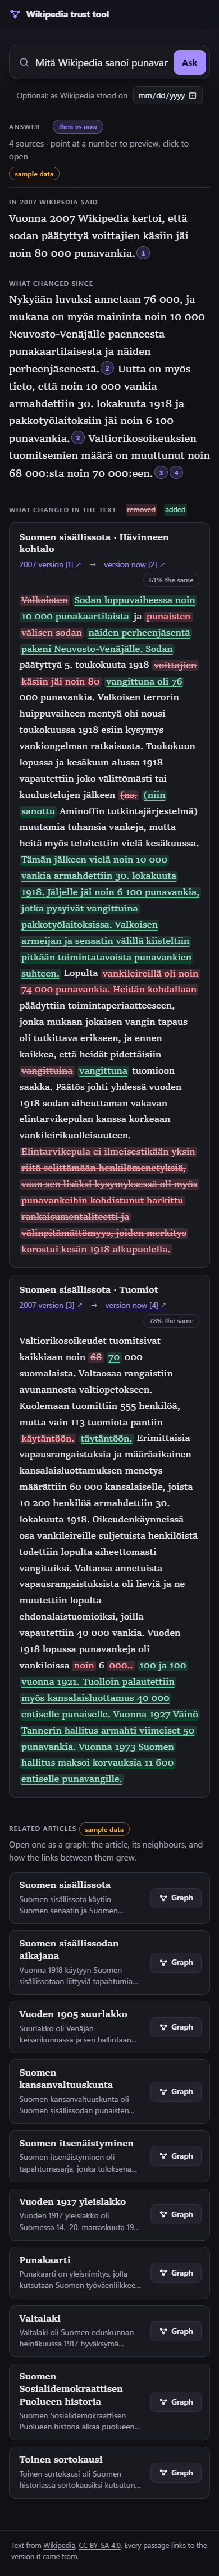 Wikipedia trust tool
Mitä Wikipedia sanoi punavar
Ask
Optional: as Wikipedia stood on
mm/dd/yyyy
ANSWER
then vs now
4 sources · point at a number to preview, click to
open
sample data
IN 2007 WIKIPEDIA SAID
Vuonna 2007 Wikipedia kertoi, että
sodan päätyttyä voittajien käsiin jäi
noin 80 000 punavankia. 1
WHAT CHANGED SINCE
Nykyään luvuksi annetaan 76 000, ja
mukana on myös maininta noin 10 000
Neuvosto-Venäjälle paenneesta
punakaartilaisesta ja näiden
perheenjäsenestä. 2 Uutta on myös
tieto, että noin 10 000 vankia
armahdettiin 30. lokakuuta 1918 ja
pakkotyölaitoksiin jäi noin 6 100
punavankia. 2 Valtiorikosoikeuksien
tuomitsemien määrä on muuttunut noin
68 000:sta noin 70 000:een. 3 4
WHAT CHANGED IN THE TEXT
removed
added
Suomen sisällissota · Hävinneen
kohtalo
2007 version [1] ↗ → version now [2] ↗
61% the same
Valkoisten Sodan loppuvaiheessa noin
10 000 punakaartilaista ja punaisten
välisen sodan näiden perheenjäsentä
pakeni Neuvosto-Venäjälle. Sodan
päätyttyä 5. toukokuuta 1918 voittajien
käsiin jäi noin 80 vangittuna oli 76
000 punavankia. Valkoisen terrorin
huippuvaiheen mentyä ohi nousi
toukokuussa 1918 esiin kysymys
vankiongelman ratkaisusta. Toukokuun
lopussa ja kesäkuun alussa 1918
vapautettiin joko välittömästi tai
kuulustelujen jälkeen (ns. (niin
sanottu Aminoffin tutkintajärjestelmä)
muutamia tuhansia vankeja, mutta
heitä myös teloitettiin vielä kesäkuussa.
Tämän jälkeen vielä noin 10 000
vankia armahdettiin 30. lokakuuta
1918. Jäljelle jäi noin 6 100 punavankia,
jotka pysyivät vangittuina
pakkotyölaitoksissa. Valkoisen
armeijan ja senaatin välillä kiisteltiin
pitkään toimintatavoista punavankien
suhteen. Lopulta vankileireillä oli noin
74 000 punavankia. Heidän kohdallaan
päädyttiin toimintaperiaatteeseen,
jonka mukaan jokaisen vangin tapaus
oli tutkittava erikseen, ja ennen
kaikkea, että heidät pidettäisiin
vangittuina vangittuna tuomioon
saakka. Päätös johti yhdessä vuoden
1918 sodan aiheuttaman vakavan
elintarvikepulan kanssa korkeaan
vankileirikuolleisuuteen.
Elintarvikepula ei ilmeisestikään yksin
riitä selittämään henkilömenetyksiä,
vaan sen lisäksi kysymyksessä oli myös
punavankeihin kohdistunut harkittu
rankaisumentaliteetti ja
välinpitämättömyys, joiden merkitys
korostui kesän 1918 alkupuolella.
Suomen sisällissota · Tuomiot
2007 version [3] ↗ → version now [4] ↗
78% the same
Valtiorikosoikeudet tuomitsivat
kaikkiaan noin 68 70 000
suomalaista. Valtaosaa rangaistiin
avunannosta valtiopetokseen.
Kuolemaan tuomittiin 555 henkilöä,
mutta vain 113 tuomiota pantiin
käytäntöön. täytäntöön. Erimittaisia
vapausrangaistuksia ja määräaikainen
kansalaisluottamuksen menetys
määrättiin 60 000 kansalaiselle, joista
10 200 henkilöä armahdettiin 30.
lokakuuta 1918. Oikeudenkäynneissä
osa vankileireille suljetuista henkilöistä
todettiin lopulta aiheettomasti
vangituiksi. Valtaosa annetuista
vapausrangaistuksista oli lieviä ja ne
muutettiin lopulta
ehdonalaistuomioiksi, joilla
vapautettiin 40 000 vankia. Vuoden
1918 lopussa punavankeja oli
vankiloissa noin 6 000.. 100 ja 100
vuonna 1921. Tuolloin palautettiin
myös kansalaisluottamus 40 000
entiselle punaiselle. Vuonna 1927 Väinö
Tannerin hallitus armahti viimeiset 50
punavankia. Vuonna 1973 Suomen
hallitus maksoi korvauksia 11 600
entiselle punavangille.
RELATED ARTICLES
sample data
Open one as a graph: the article, its neighbours, and
how the links between them grew.
Suomen sisällissota
Suomen sisällissota käytiin
Suomen senaatin ja Suomen…
Graph
Suomen sisällissodan
aikajana
Vuonna 1918 käytyyn Suomen
sisällissotaan liittyviä tapahtumia…
Graph
Vuoden 1905 suurlakko
Suurlakko oli Venäjän
keisarikunnassa ja sen hallintaan…
Graph
Suomen
kansanvaltuuskunta
Suomen kansanvaltuuskunta oli
Suomen sisällissodan punaisten…
Graph
Suomen itsenäistyminen
Suomen itsenäistyminen oli
tapahtumasarja, jonka tuloksena…
Graph
Vuoden 1917 yleislakko
Vuoden 1917 yleislakko oli
Suomessa 14.–20. marraskuuta 19…
Graph
Punakaarti
Punakaarti on yleisnimitys, jolla
kutsutaan Suomen työväenliikkee…
Graph
Valtalaki
Valtalaki oli Suomen eduskunnan
heinäkuussa 1917 hyväksymä…
Graph
Suomen
Sosialidemokraattisen
Puolueen historia
Suomen sosialidemokraattisen
Puolueen historia alkaa puolueen…
Graph
Toinen sortokausi
Toinen sortokausi oli Suomen
historiassa sortokausiksi kutsutun…
Graph
Text from Wikipedia, CC BY-SA 4.0. Every passage links to the
version it came from.